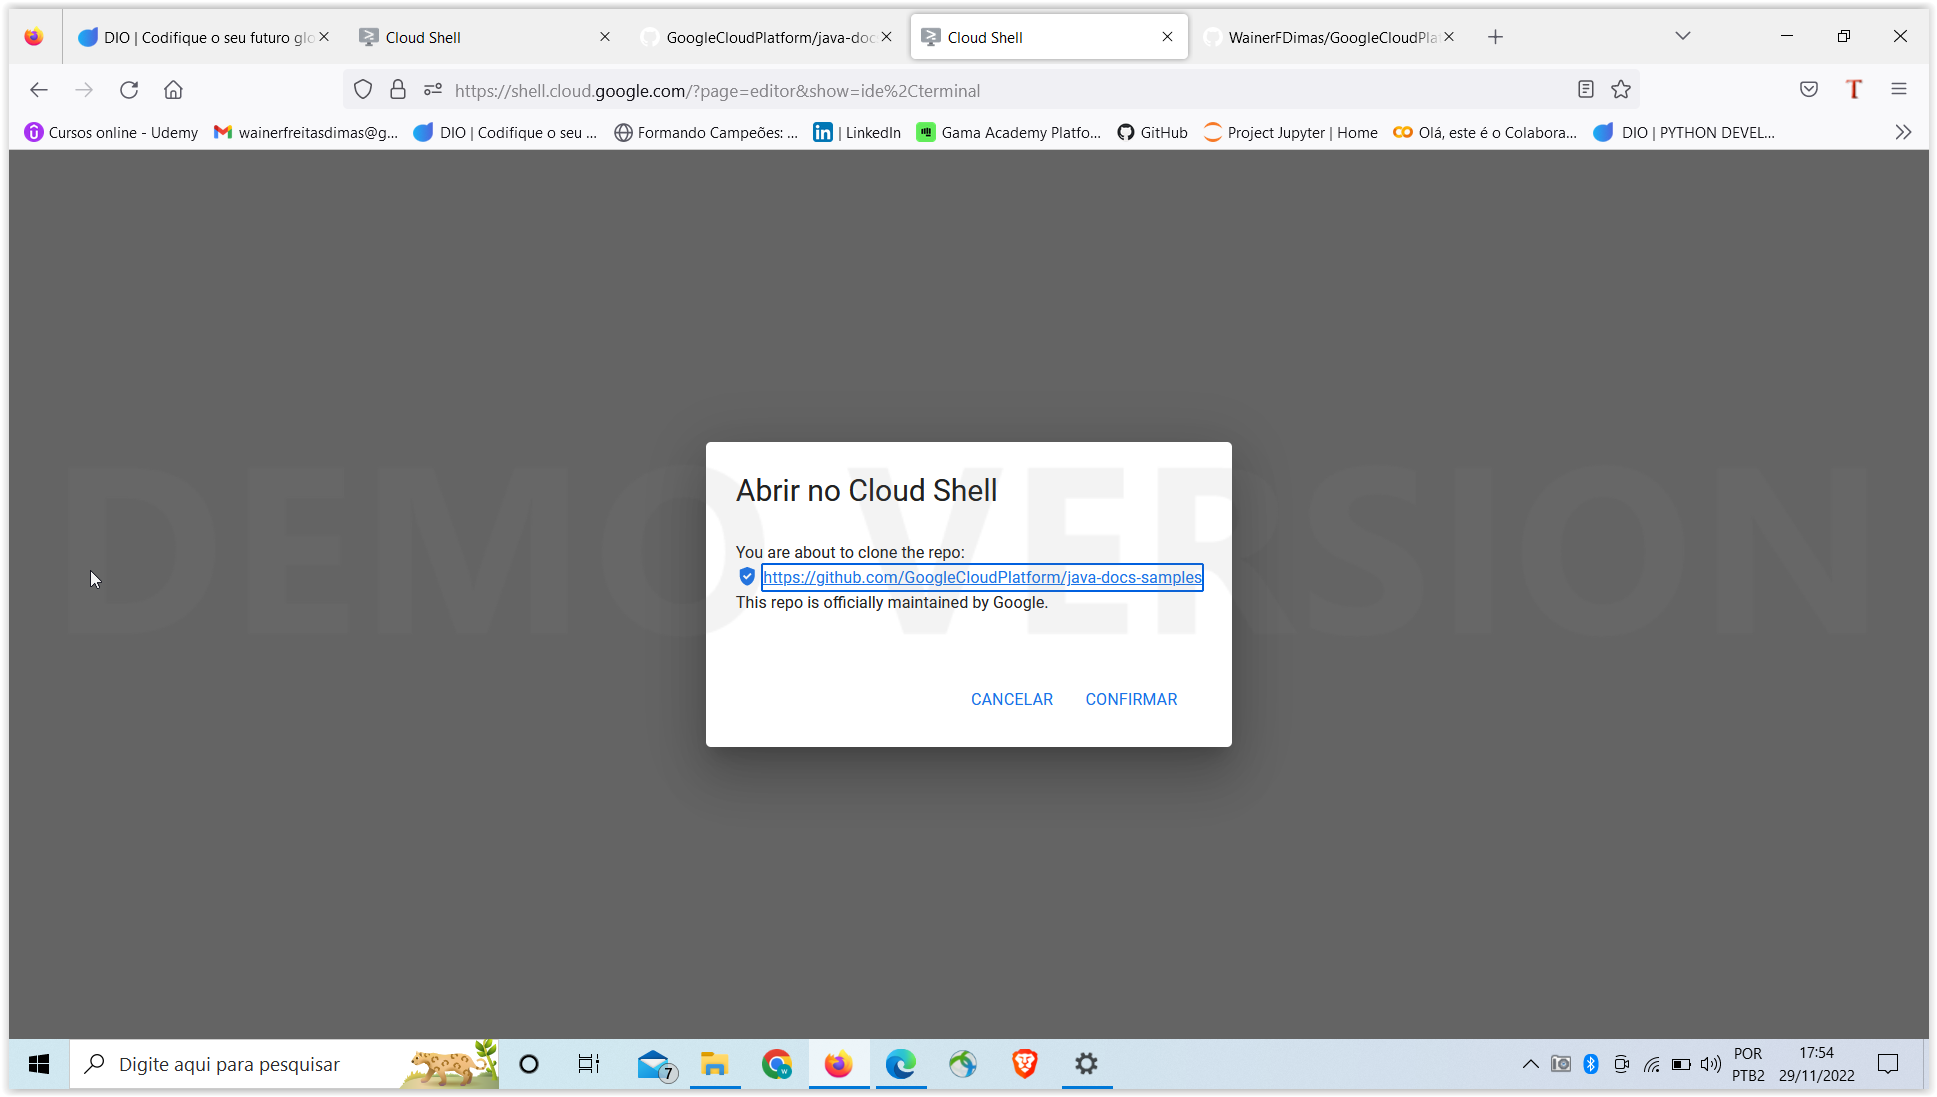 DIO | Codifique o seu futuro glo
Cloud Shell
GoogleCloudPlatform/java-doc
Cloud Shell
WainerFDimas/GoogleCloudPla
https://shell.cloud.google.com/?page=editor&show=ide%2Cterminal
T
Cursos online - Udemy
wainerfreitasdimas@g...
DIO | Codifique o seu ...
Formando Campeões: ...
in | LinkedIn
Gama Academy Platfo...
GitHub
Project Jupyter | Home
Olá, este é o Colabora...
DIO | PYTHON DEVEL...
DEMO VERSION
Abrir no Cloud Shell
You are about to clone the repo:
https://github.com/GoogleCloudPlatform/java-docs-samples
This repo is officially maintained by Google.
CANCELAR
CONFIRMAR
Digite aqui para pesquisar
7
w
POR
PTB2
17:54
29/11/2022